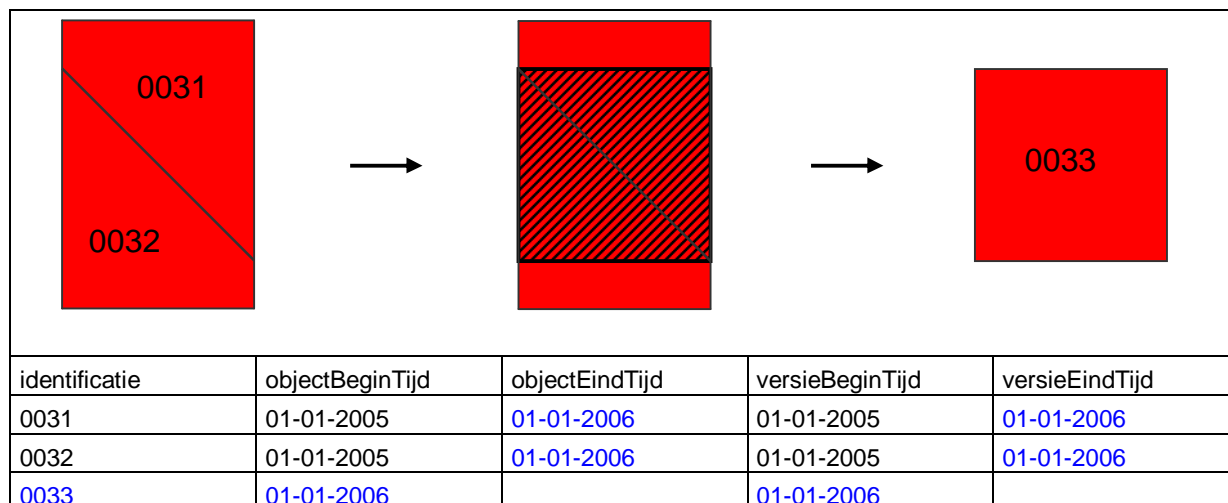 0031
0032
0033
identificatie objectBeginTijd objectEindTijd versieBeginTijd versieEindTijd
0031 01-01-2005 01-01-2006 01-01-2005 01-01-2006
0032 01-01-2005 01-01-2006 01-01-2005 01-01-2006
0033 01-01-2006 01-01-2006